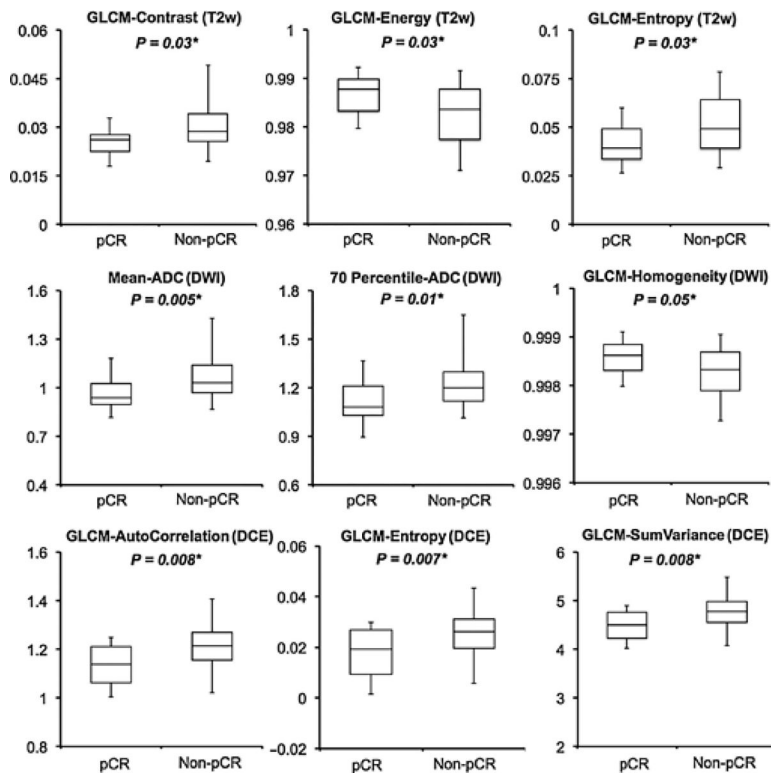 GLCM-Contrast (T2w)
P = 0.03*
0.06
0.045
0.03
0.015
0
pCR
Non-pCR
GLCM-Energy (T2w)
P = 0.03*
1
0.99
0.98
0.97
0.96
pCR
Non-pCR
GLCM-Entropy (T2w)
P = 0.03*
0.1
0.075
0.05
0.025
0
pCR
Non-pCR
Mean-ADC (DWI)
P = 0.005*
1.6
1.3
1
0.7
0.4
pCR
Non-pCR
70 Percentile-ADC (DWI)
P = 0.01*
1.8
1.5
1.2
0.9
0.6
pCR
Non-pCR
GLCM-Homogeneity (DWI)
P = 0.05*
1
0.999
0.998
0.997
0.996
pCR
Non-pCR
GLCM-AutoCorrelation (DCE)
P = 0.008*
1.6
1.4
1.2
1
0.8
pCR
Non-pCR
GLCM-Entropy (DCE)
P = 0.007*
0.06
0.04
0.02
0
−0.02
pCR
Non-pCR
GLCM-SumVariance (DCE)
P = 0.008*
6
5
4
3
2
pCR
Non-pCR